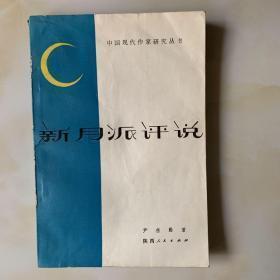 中国现代作家研究丛书
新月派评说
尹在勤 著
陕西人民出版社